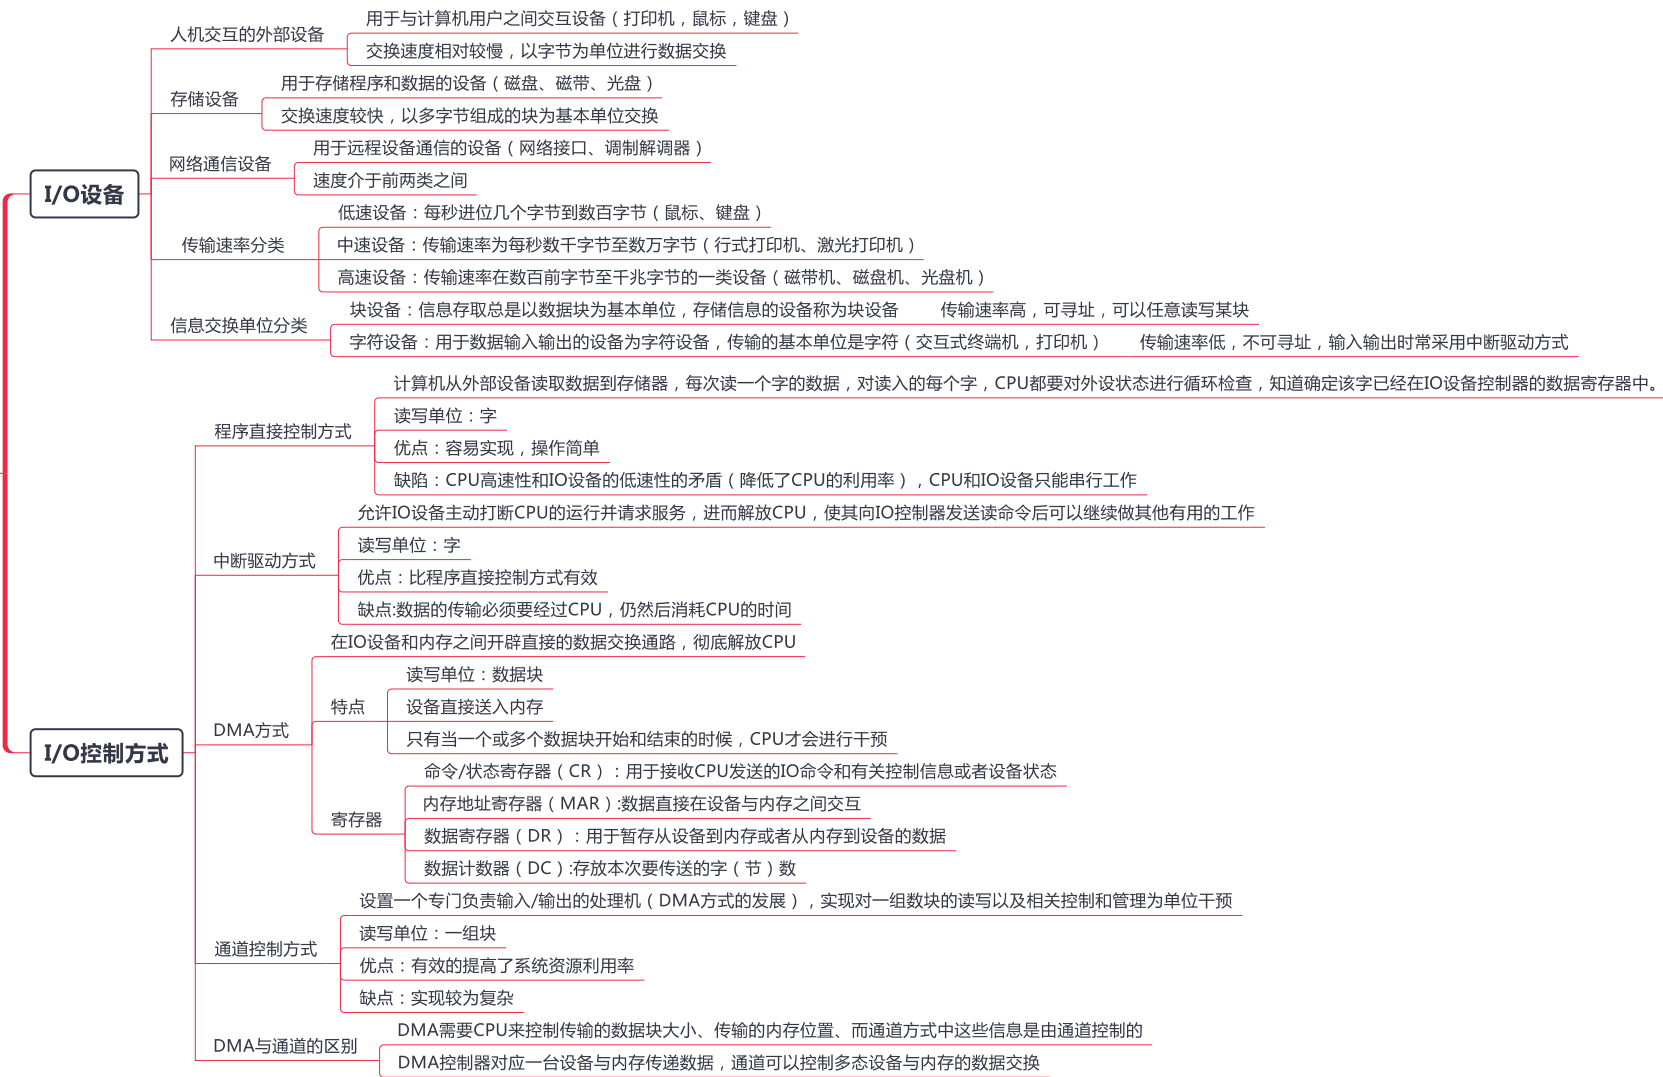 I/O设备
人机交互的外部设备
用于与计算机用户之间交互设备（打印机，鼠标，键盘）
交换速度相对较慢，以字节为单位进行数据交换
存储设备
用于存储程序和数据的设备（磁盘、磁带、光盘）
交换速度较快，以多字节组成的块为基本单位交换
网络通信设备
用于远程设备通信的设备（网络接口、调制解调器）
速度介于前两类之间
传输速率分类
低速设备：每秒进位几个字节到数百字节（鼠标、键盘）
中速设备：传输速率为每秒数千字节至数万字节（行式打印机、激光打印机）
高速设备：传输速率在数百前字节至千兆字节的一类设备（磁带机、磁盘机、光盘机）
信息交换单位分类
块设备：信息存取总是以数据块为基本单位，存储信息的设备称为块设备
传输速率高，可寻址，可以任意读写某块
字符设备：用于数据输入输出的设备为字符设备，传输的基本单位是字符（交互式终端机，打印机）
传输速率低，不可寻址，输入输出时常采用中断驱动方式
I/O控制方式
程序直接控制方式
计算机从外部设备读取数据到存储器，每次读一个字的数据，对读入的每个字，CPU都要对外设状态进行循环检查，知道确定该字已经在IO设备控制器的数据寄存器中。
读写单位：字
优点：容易实现，操作简单
缺陷：CPU高速性和IO设备的低速性的矛盾（降低了CPU的利用率），CPU和IO设备只能串行工作
中断驱动方式
允许IO设备主动打断CPU的运行并请求服务，进而解放CPU，使其向IO控制器发送读命令后可以继续做其他有用的工作
读写单位：字
优点：比程序直接控制方式有效
缺点:数据的传输必须要经过CPU，仍然后消耗CPU的时间
DMA方式
在IO设备和内存之间开辟直接的数据交换通路，彻底解放CPU
特点
读写单位：数据块
设备直接送入内存
只有当一个或多个数据块开始和结束的时候，CPU才会进行干预
寄存器
命令/状态寄存器（CR）：用于接收CPU发送的IO命令和有关控制信息或者设备状态
内存地址寄存器（MAR）:数据直接在设备与内存之间交互
数据寄存器（DR）：用于暂存从设备到内存或者从内存到设备的数据
数据计数器（DC）:存放本次要传送的字（节）数
通道控制方式
设置一个专门负责输入/输出的处理机（DMA方式的发展），实现对一组数块的读写以及相关控制和管理为单位干预
读写单位：一组块
优点：有效的提高了系统资源利用率
缺点：实现较为复杂
DMA与通道的区别
DMA需要CPU来控制传输的数据块大小、传输的内存位置、而通道方式中这些信息是由通道控制的
DMA控制器对应一台设备与内存传递数据，通道可以控制多态设备与内存的数据交换